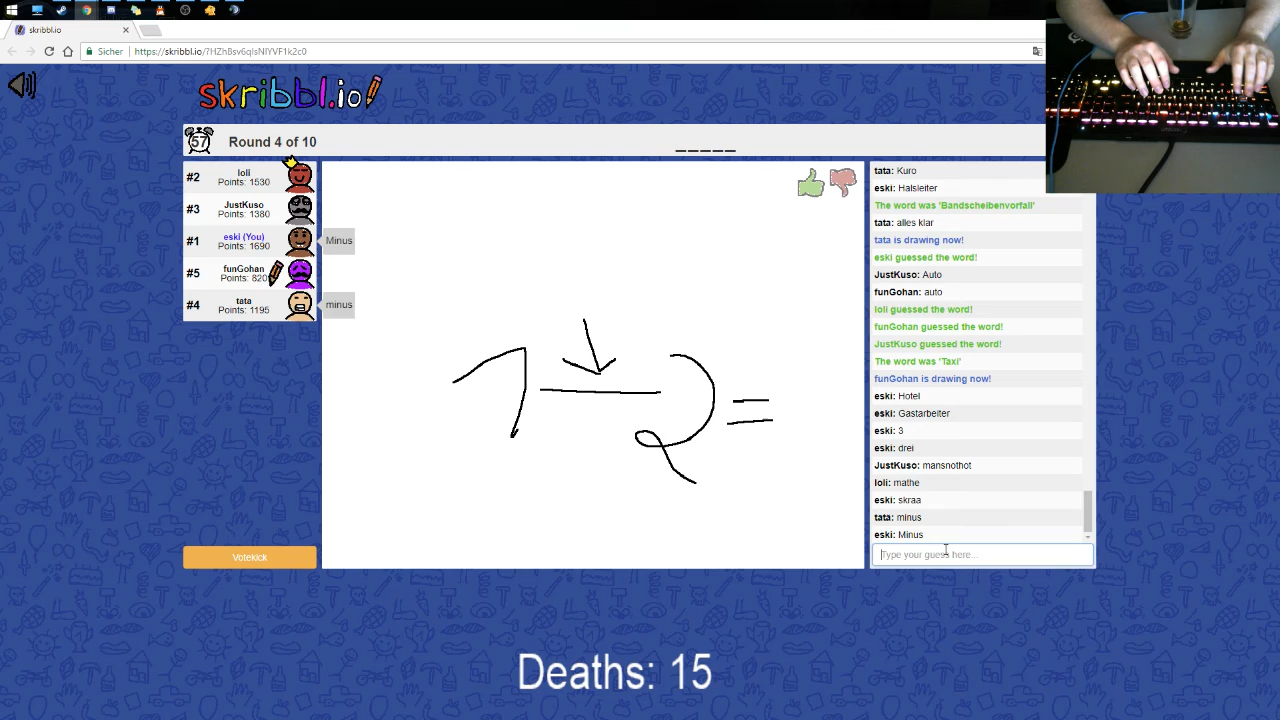 skribbl.io
Sicher | https://skribbl.io/?7HZhBsv6qIsNIYVF1k2c0
skribbl.io
57
Round 4 of 10
_ _ _ _ _
#2
loli
Points: 1530
#3
JustKuso
Points: 1380
#1
eski (You)
Points: 1690
Minus
#5
funGohan
Points: 820
#4
tata
Points: 1195
minus
Votekick
1 - 2 =
tata: Kuro
eski: Halsleiter
The word was 'Bandscheibenvorfall'
tata: alles klar
tata is drawing now!
eski guessed the word!
JustKuso: Auto
funGohan: auto
loli guessed the word!
funGohan guessed the word!
JustKuso guessed the word!
The word was 'Taxi'
funGohan is drawing now!
eski: Hotel
eski: Gastarbeiter
eski: 3
eski: drei
JustKuso: mansnothot
loli: mathe
eski: skraa
tata: minus
eski: Minus
Type your guess here...
Deaths: 15